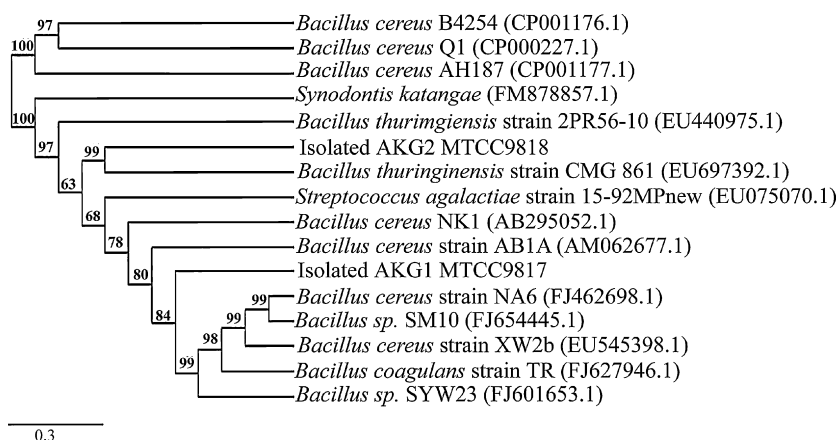 97
Bacillus cereus B4254 (CP001176.1)
100
Bacillus cereus Q1 (CP000227.1)
Bacillus cereus AH187 (CP001177.1)
Synodontis katangae (FM878857.1)
100
Bacillus thurimgiensis strain 2PR56-10 (EU440975.1)
97
99
Isolated AKG2 MTCC9818
Bacillus thuringinensis strain CMG 861 (EU697392.1)
63
Streptococcus agalactiae strain 15-92MPnew (EU075070.1)
68
Bacillus cereus NK1 (AB295052.1)
78
Bacillus cereus strain AB1A (AM062677.1)
80
Isolated AKG1 MTCC9817
99
Bacillus cereus strain NA6 (FJ462698.1)
84
99
Bacillus sp. SM10 (FJ654445.1)
98
Bacillus cereus strain XW2b (EU545398.1)
99
Bacillus coagulans strain TR (FJ627946.1)
Bacillus sp. SYW23 (FJ601653.1)
0.3